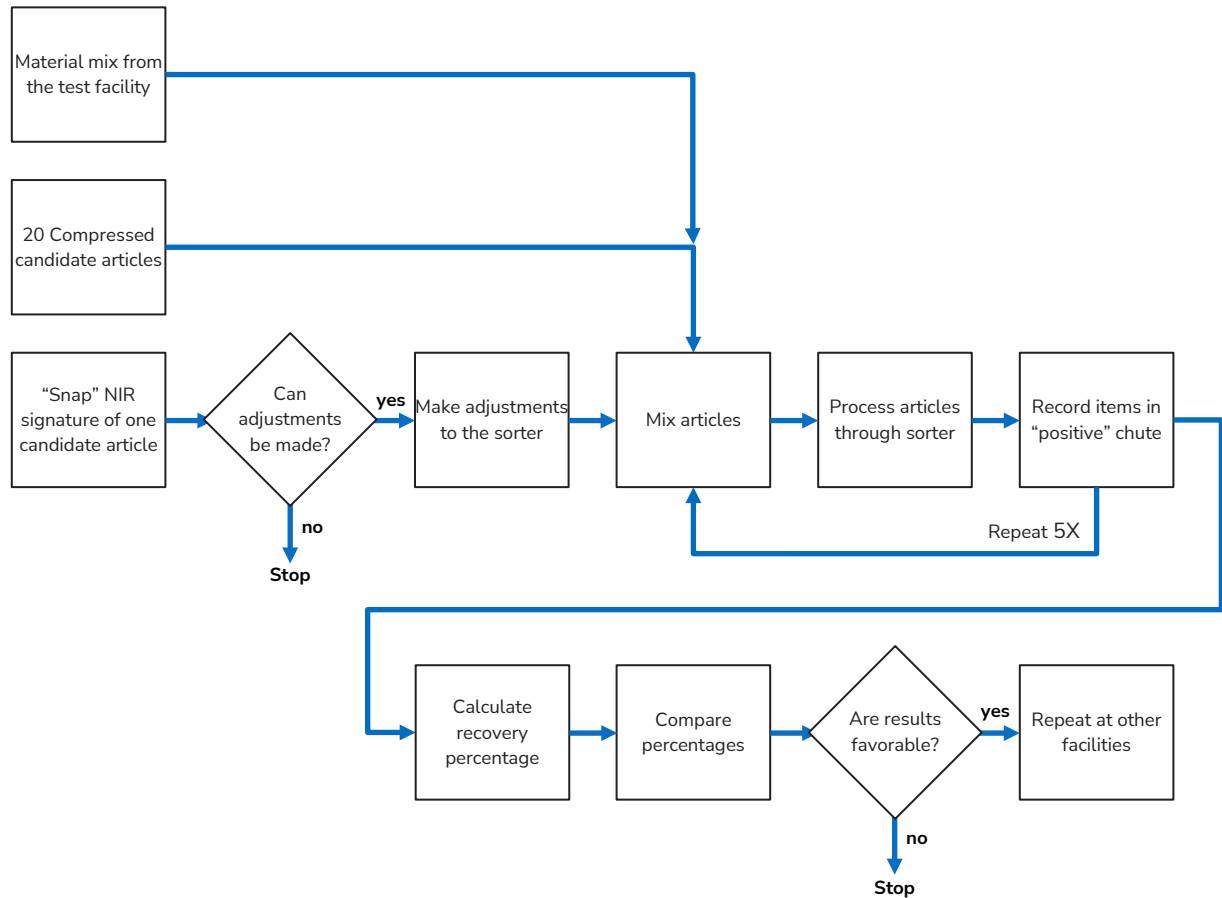 Material mix from
the test facility
20 Compressed
candidate articles
“Snap” NIR
signature of one
candidate article
Can
adjustments
be made?
yes
no
Stop
Make adjustments
to the sorter
Mix articles
Process articles
through sorter
Record items in
“positive” chute
Repeat 5X
Calculate
recovery
percentage
Compare
percentages
Are results
favorable?
yes
no
Stop
Repeat at other
facilities